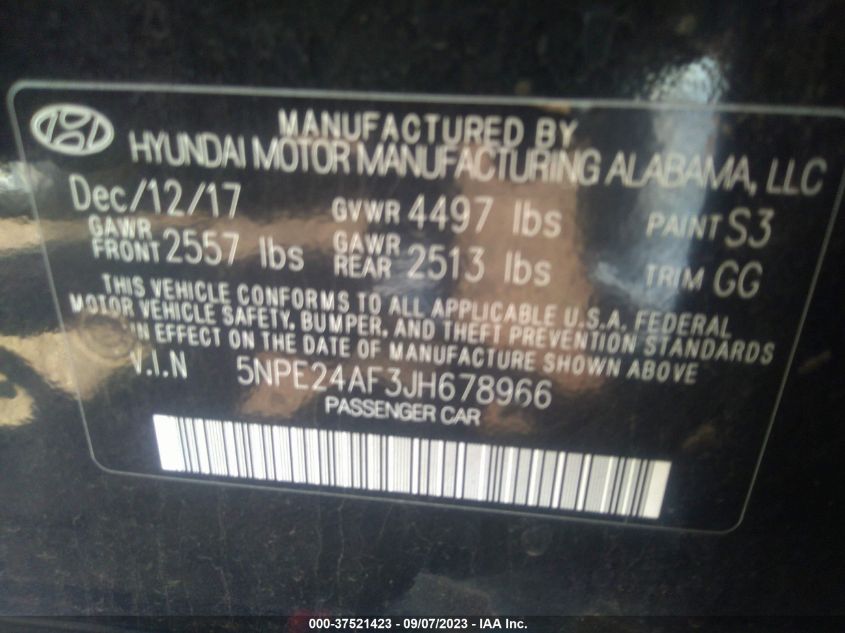 MANUFACTURED BY
HYUNDAI MOTOR MANUFACTURING ALABAMA, LLC
Dec/12/17 GVWR 4497 lbs PAINT S3
GAWR FRONT 2557 lbs GAWR REAR 2513 lbs TRIM GG
THIS VEHICLE CONFORMS TO ALL APPLICABLE U.S.A. FEDERAL
MOTOR VEHICLE SAFETY, BUMPER, AND THEFT PREVENTION STANDARDS
IN EFFECT ON THE DATE OF MANUFACTURE SHOWN ABOVE
V.I.N 5NPE24AF3JH678966
PASSENGER CAR
000-37521423 - 09/07/2023 - IAA Inc.